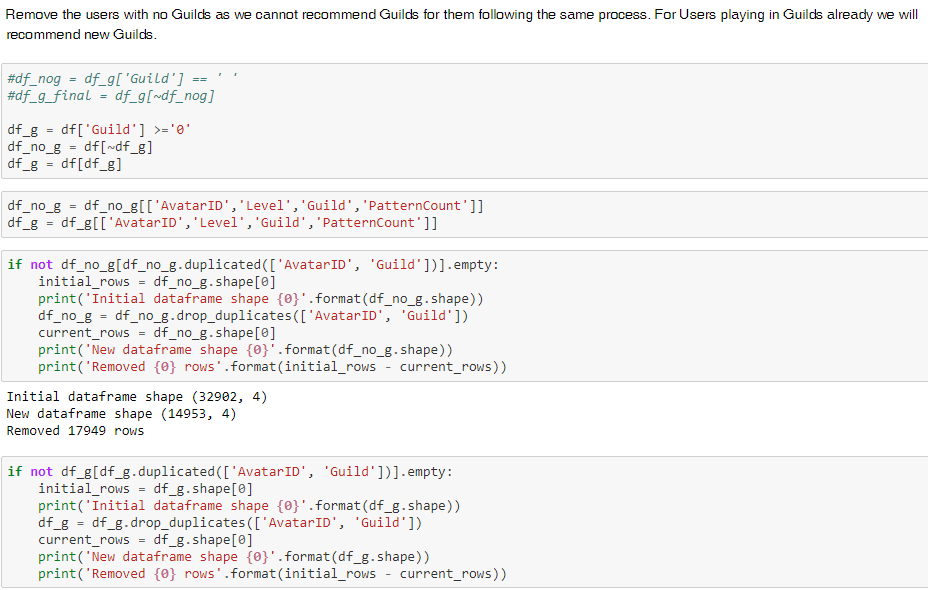 Remove the users with no Guilds as we cannot recommend Guilds for them following the same process. For Users playing in Guilds already we will
recommend new Guilds.
#df_nog = df_g['Guild'] == ' '
#df_g_final = df_g[~df_nog]
df_g = df['Guild'] >='0'
df_no_g = df[~df_g]
df_g = df[df_g]
df_no_g = df_no_g[['AvatarID','Level','Guild','PatternCount']]
df_g = df_g[['AvatarID','Level','Guild','PatternCount']]
if not df_no_g[df_no_g.duplicated(['AvatarID', 'Guild'])].empty:
    initial_rows = df_no_g.shape[0]
    print('Initial dataframe shape {0}'.format(df_no_g.shape))
    df_no_g = df_no_g.drop_duplicates(['AvatarID', 'Guild'])
    current_rows = df_no_g.shape[0]
    print('New dataframe shape {0}'.format(df_no_g.shape))
    print('Removed {0} rows'.format(initial_rows - current_rows))
Initial dataframe shape (32902, 4)
New dataframe shape (14953, 4)
Removed 17949 rows
if not df_g[df_g.duplicated(['AvatarID', 'Guild'])].empty:
    initial_rows = df_g.shape[0]
    print('Initial dataframe shape {0}'.format(df_g.shape))
    df_g = df_g.drop_duplicates(['AvatarID', 'Guild'])
    current_rows = df_g.shape[0]
    print('New dataframe shape {0}'.format(df_g.shape))
    print('Removed {0} rows'.format(initial_rows - current_rows))